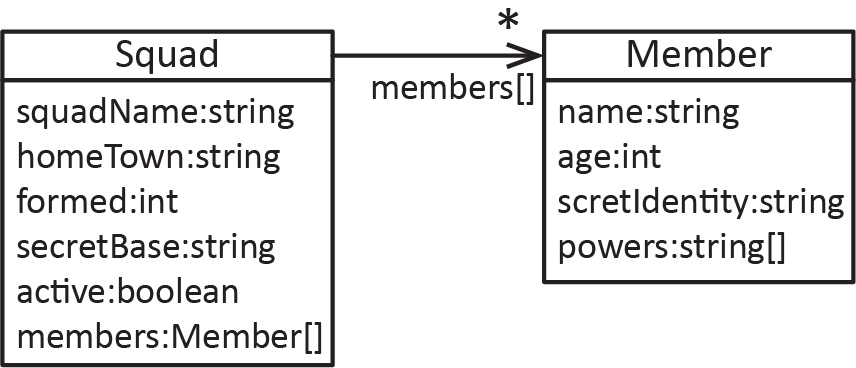 Squad
squadName:string
homeTown:string
formed:int
secretBase:string
active:boolean
members:Member[]
*
members[]
Member
name:string
age:int
scretIdentity:string
powers:string[]